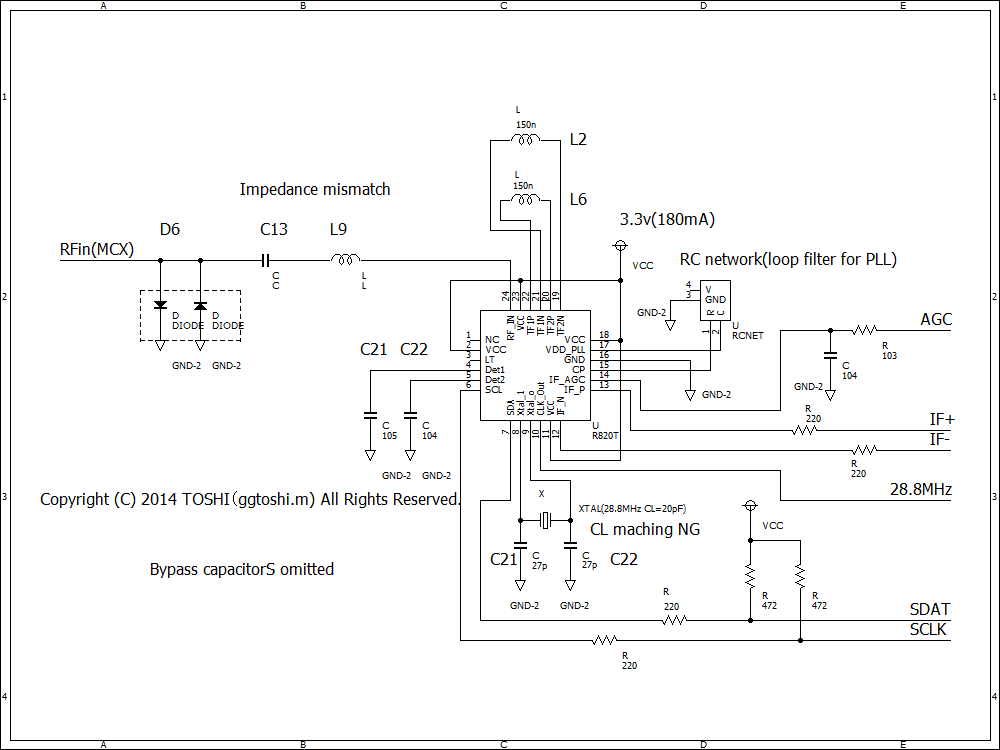 A B C D E
1 1
L
150n
L2
L
150n
L6
Impedance mismatch
3.3v(180mA)
D6 C13 L9
RFin(MCX)
VCC
RC network(loop filter for PLL)
C
C
L
L
4 V
3 GND
R C
1 2
U
RCNET
GND-2
2 2
24 23 22 21 20 19
RF_IN VCC TF1P TF1N TF2P TF2N
D
DIODE
D
DIODE
GND-2 GND-2
AGC
R
103
C
104
GND-2
C21 C22
1 NC
2 VCC
3 LT
4 Det1
5 Det2
6 SCL
VCC 18
VDD_PLL 17
GND 16
CP 15
IF_AGC 14
IF_P 13
SDA Xtal_1 Xtal_o CLK_Out VCC IF_N
7 8 9 10 11 12
U
R820T
GND-2
C
105
C
104
GND-2 GND-2
R
220
IF+
IF-
R
220
28.8MHz
3 3
Copyright (C) 2014 TOSHI(ggtoshi.m) All Rights Reserved.
X
XTAL(28.8MHz CL=20pF)
CL maching NG
VCC
C21
C
27p
C
27p
C22
Bypass capacitorS omitted
GND-2 GND-2
R
472
R
472
R
220
SDAT
SCLK
R
220
4 4
A B C D E